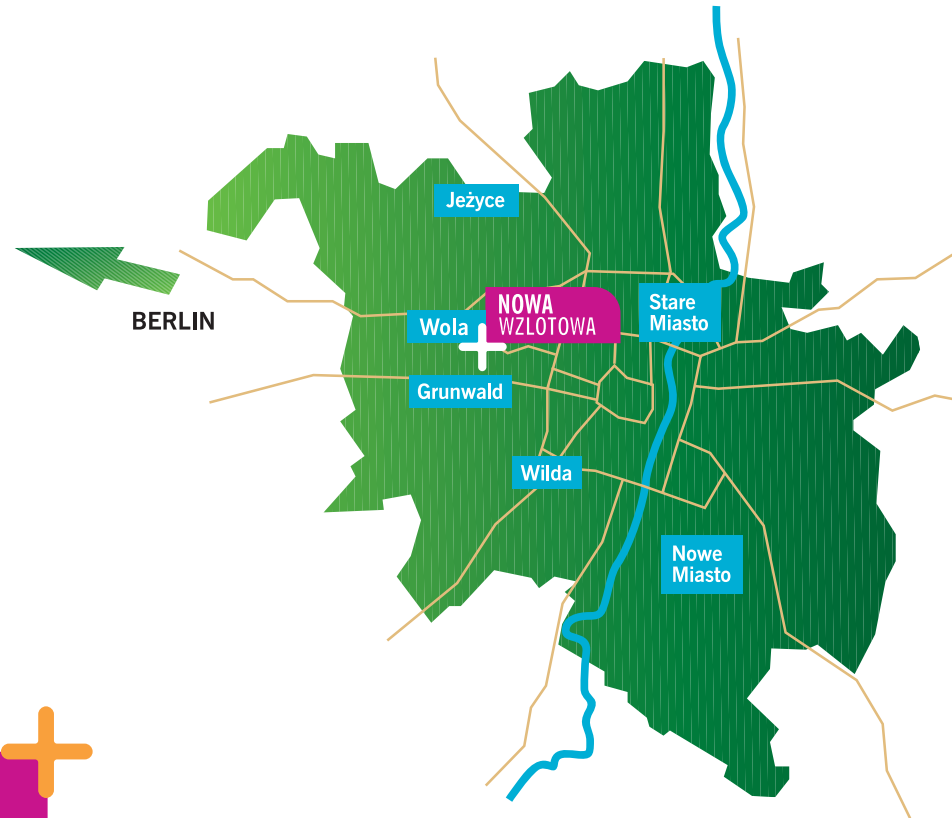 Jeżyce
BERLIN
NOWA
WZLOTOWA
Stare
Miasto
Wola
Grunwald
Wilda
Nowe
Miasto